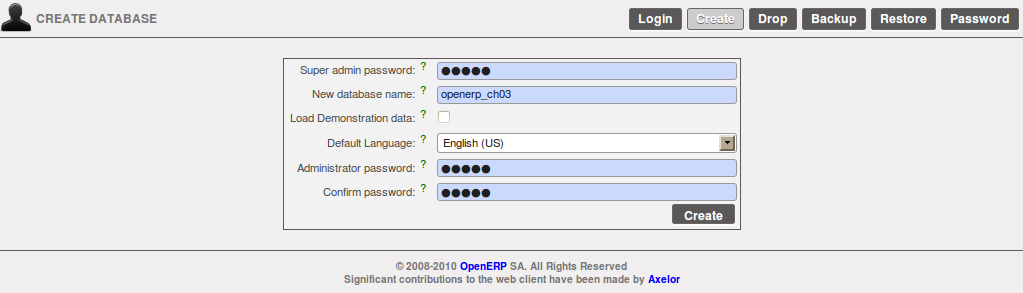 CREATE DATABASE Login Create Drop Backup Restore Password
Super admin password: ? ●●●●●
New database name: ? openerp_ch03
Load Demonstration data: ?
Default Language: ? English (US)
Administrator password: ? ●●●●●
Confirm password: ? ●●●●●
Create
© 2008-2010 OpenERP SA. All Rights Reserved
Significant contributions to the web client have been made by Axelor